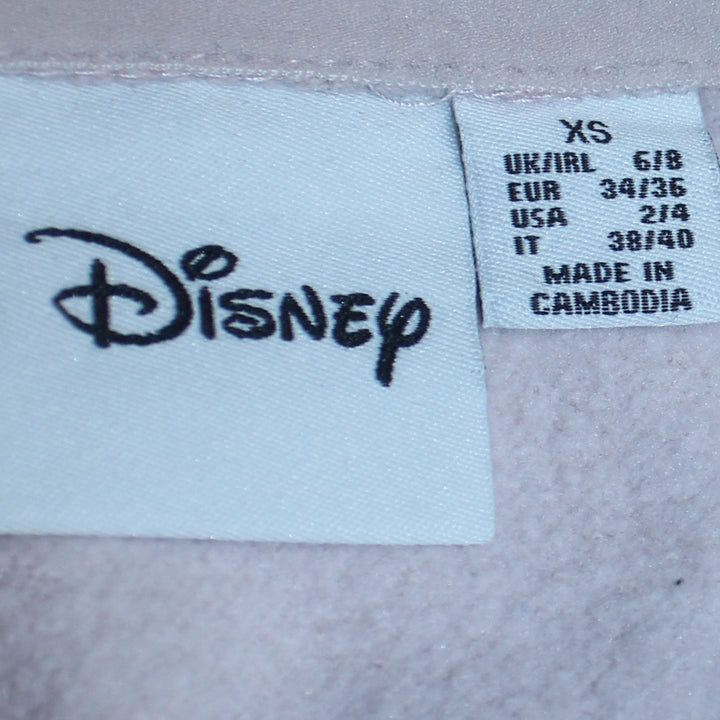 Disney
XS
UK/IRL 6/8
EUR 34/36
USA 2/4
IT 38/40
MADE IN
CAMBODIA